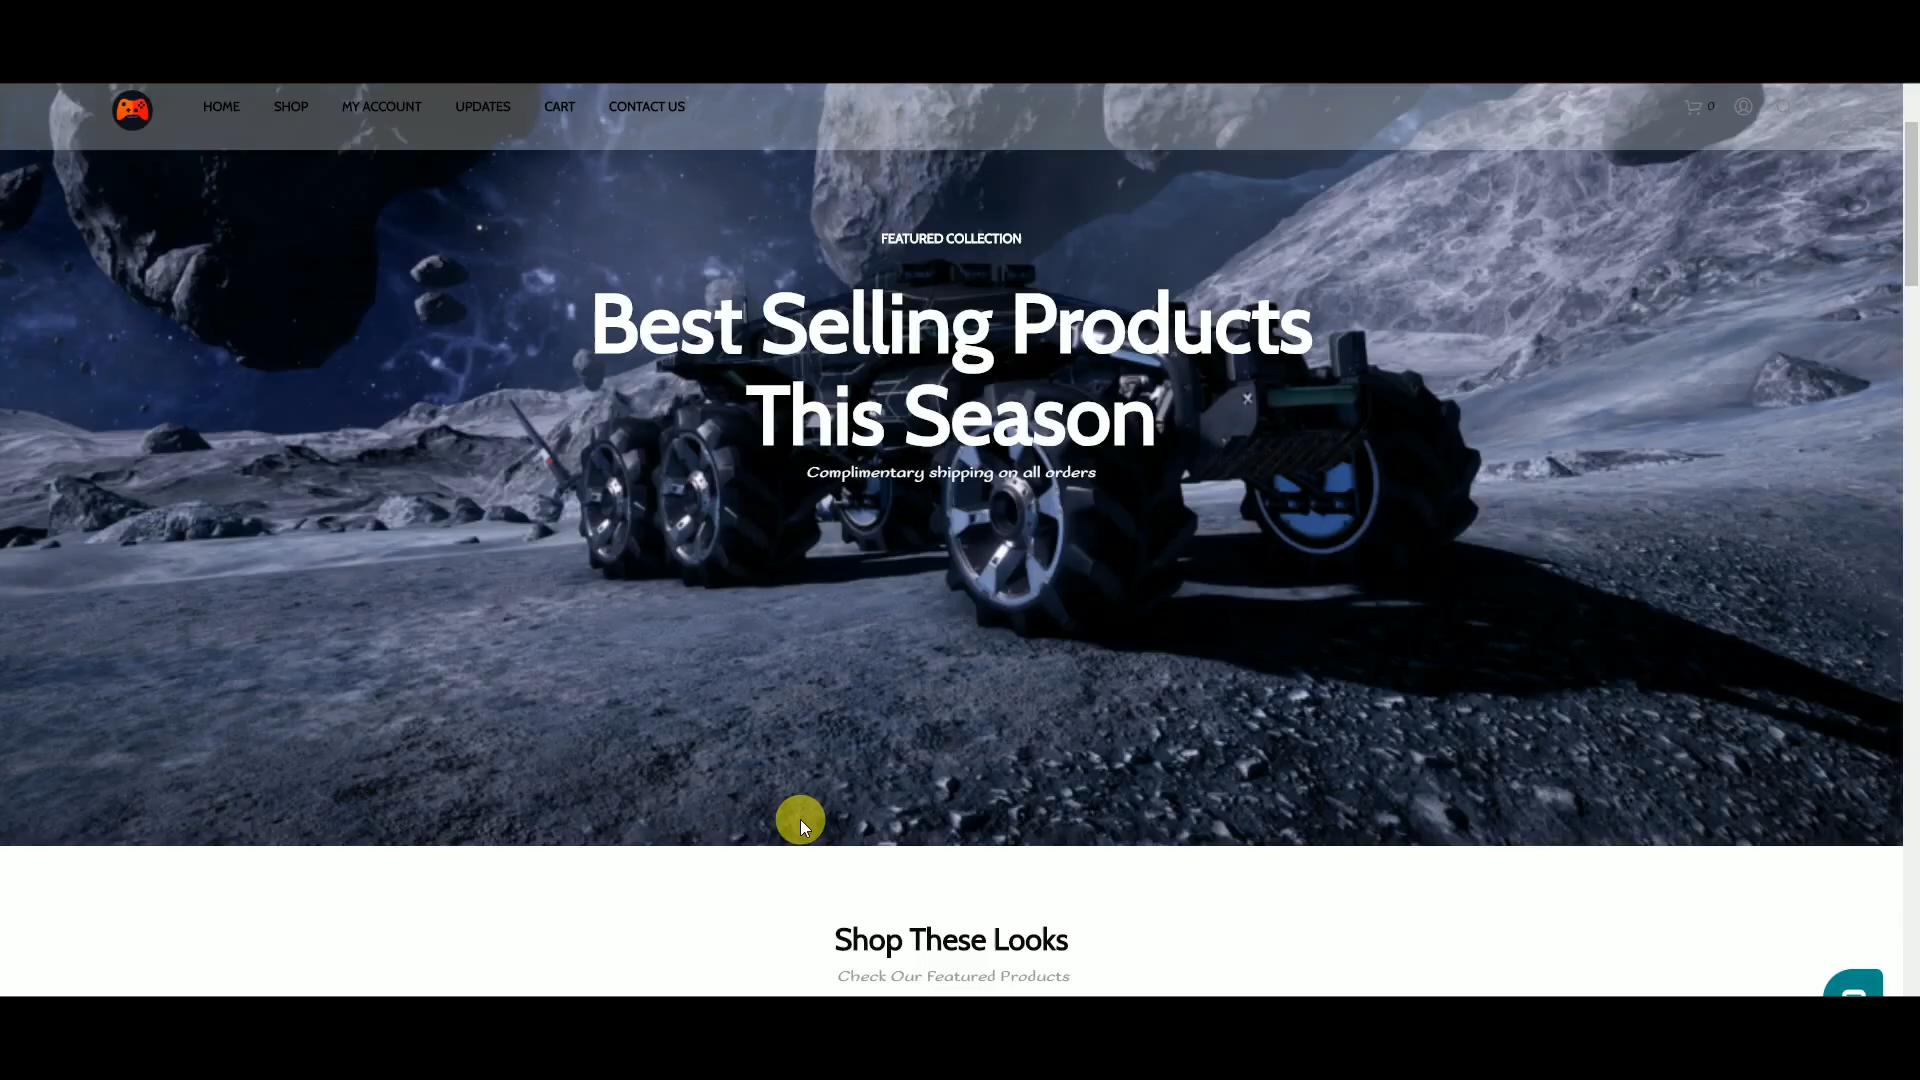 HOME SHOP MY ACCOUNT UPDATES CART CONTACT US 0
FEATURED COLLECTION
Best Selling Products
This Season
Complimentary shipping on all orders
Shop These Looks
Check Our Featured Products